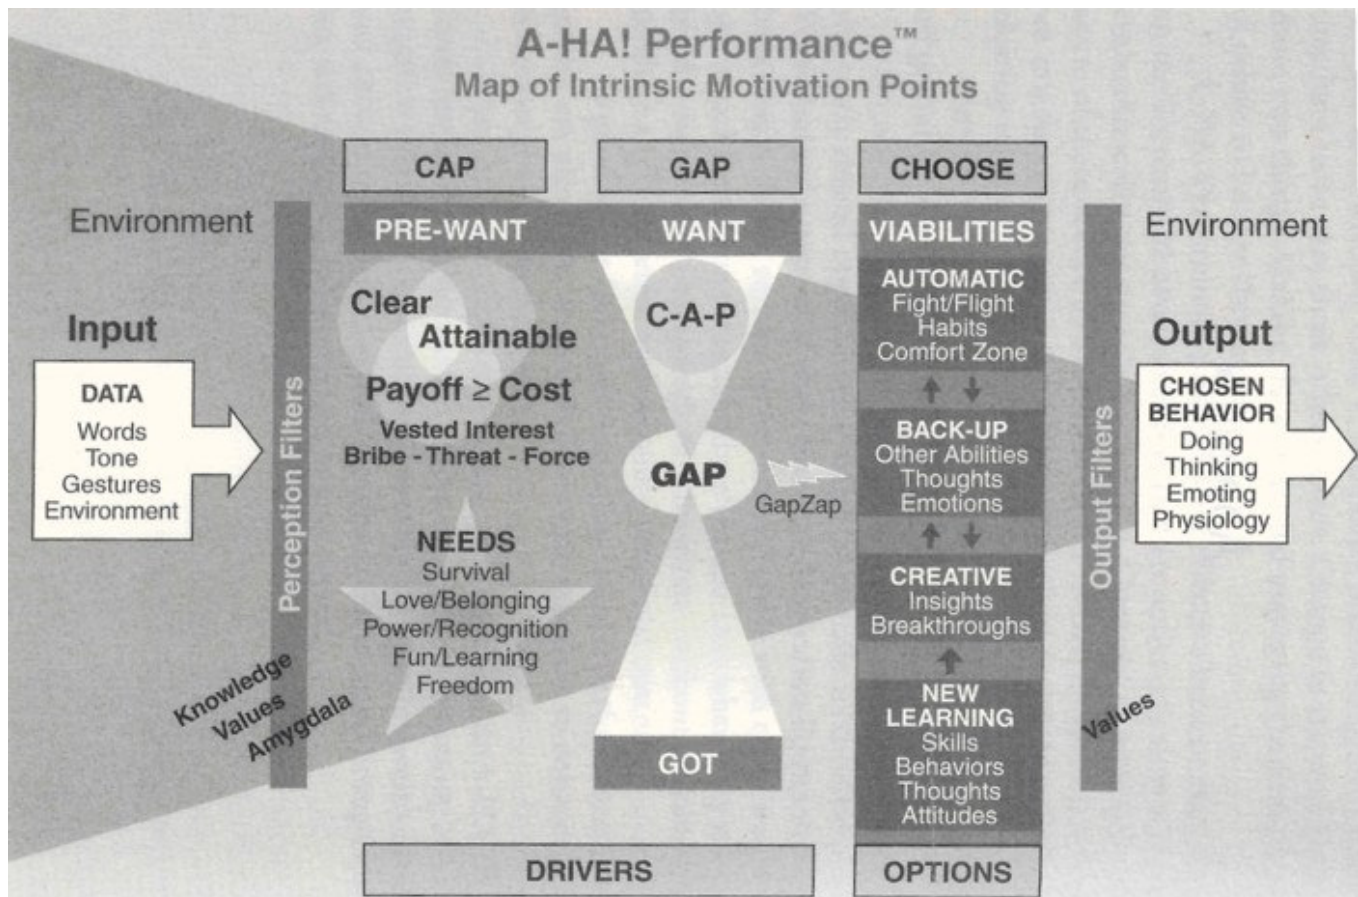 A-HA! Performance™
Map of Intrinsic Motivation Points
CAP
GAP
CHOOSE
Environment
PRE-WANT
WANT
VIABILITIES
Environment
Input
DATA
Words
Tone
Gestures
Environment
Perception Filters
Knowledge
Values
Amygdala
Clear
Attainable
Payoff ≥ Cost
Vested Interest
Bribe - Threat - Force
NEEDS
Survival
Love/Belonging
Power/Recognition
Fun/Learning
Freedom
C-A-P
GAP
GapZap
GOT
AUTOMATIC
Fight/Flight
Habits
Comfort Zone
BACK-UP
Other Abilities
Thoughts
Emotions
CREATIVE
Insights
Breakthroughs
NEW
LEARNING
Skills
Behaviors
Thoughts
Attitudes
Output Filters
Values
Output
CHOSEN
BEHAVIOR
Doing
Thinking
Emoting
Physiology
DRIVERS
OPTIONS